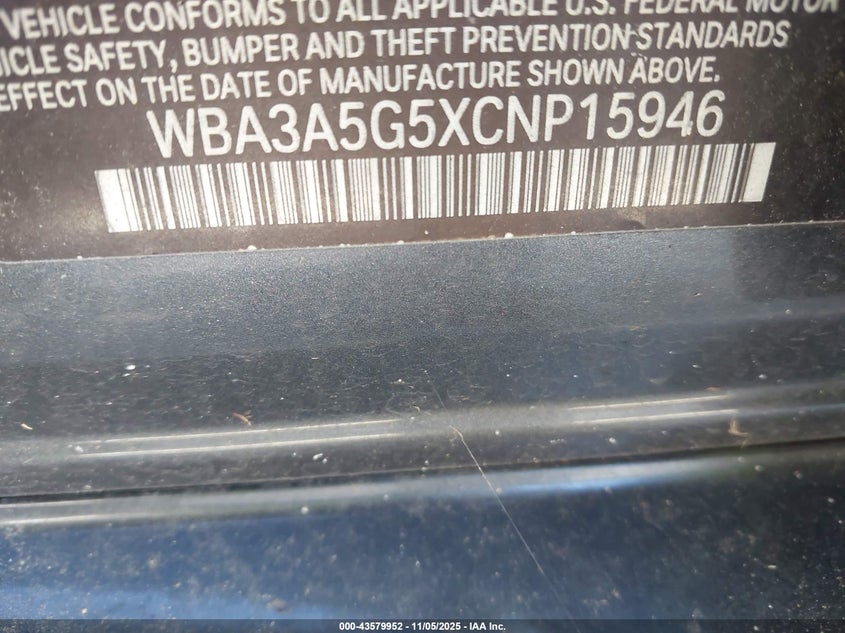 VEHICLE CONFORMS TO ALL APPLICABLE U.S. FEDERAL MOTOR
ICLE SAFETY, BUMPER AND THEFT PREVENTION STANDARDS
EFFECT ON THE DATE OF MANUFACTURE SHOWN ABOVE.
WBA3A5G5XCNP15946
000-43579952 - 11/05/2025 - IAA Inc.